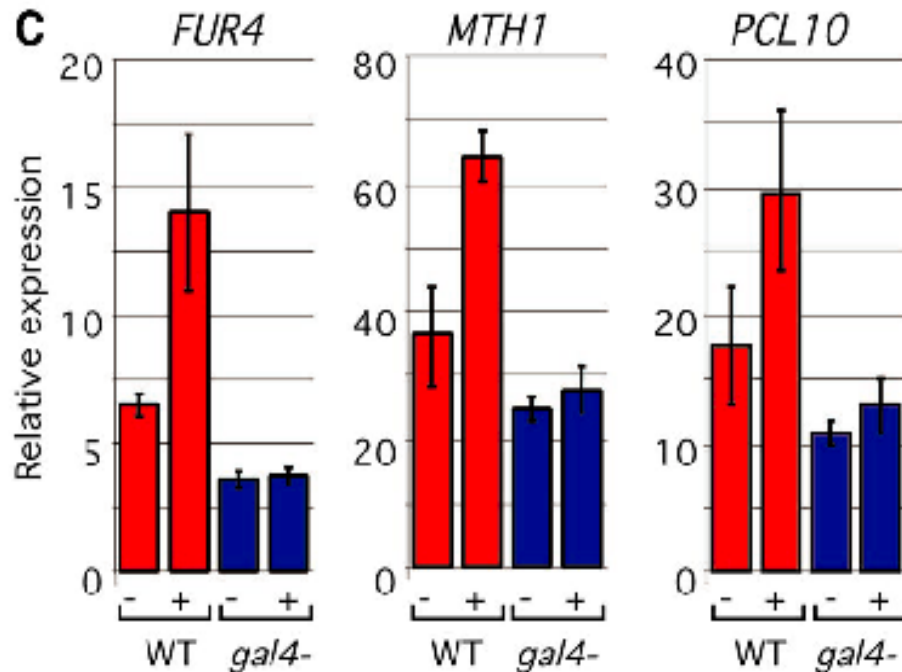 C
FUR4 MTH1 PCL10
Relative expression
20 15 10 5 0
80 60 40 20 0
40 30 20 10 0
- + - + - + - + - + - +
WT gal4- WT gal4- WT gal4-